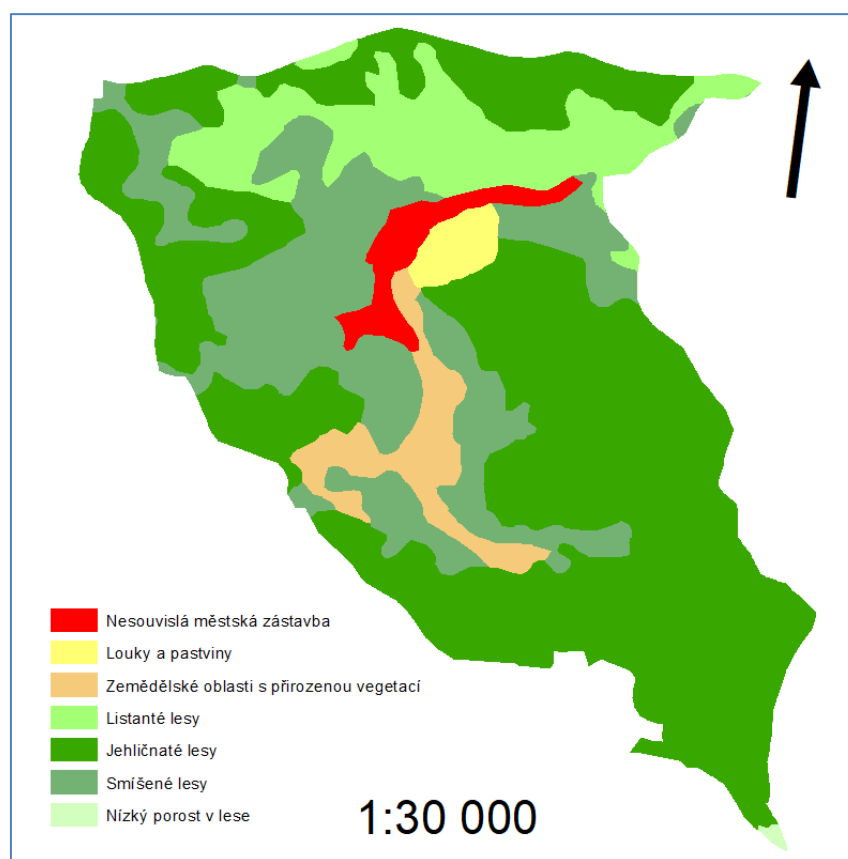 Nesouvislá městská zástavba
Louky a pastviny
Zemědělské oblasti s přirozenou vegetací
Listanté lesy
Jehličnaté lesy
Smíšené lesy
Nízký porost v lese
1:30 000